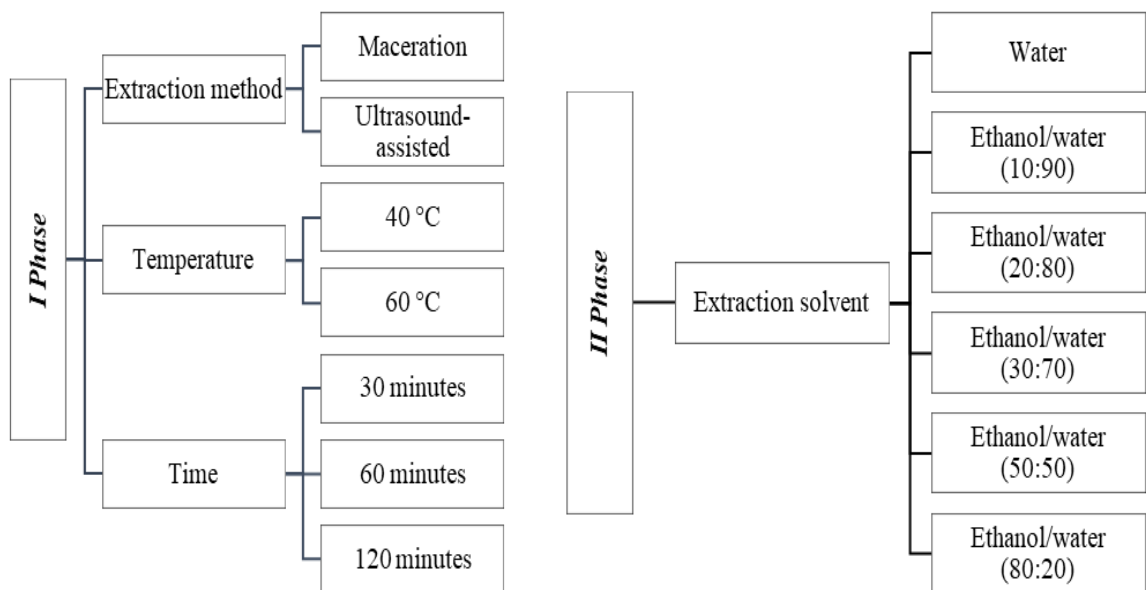 I Phase
Extraction method
Maceration
Ultrasound-
assisted
Temperature
40 °C
60 °C
Time
30 minutes
60 minutes
120 minutes
II Phase
Extraction solvent
Water
Ethanol/water
(10:90)
Ethanol/water
(20:80)
Ethanol/water
(30:70)
Ethanol/water
(50:50)
Ethanol/water
(80:20)